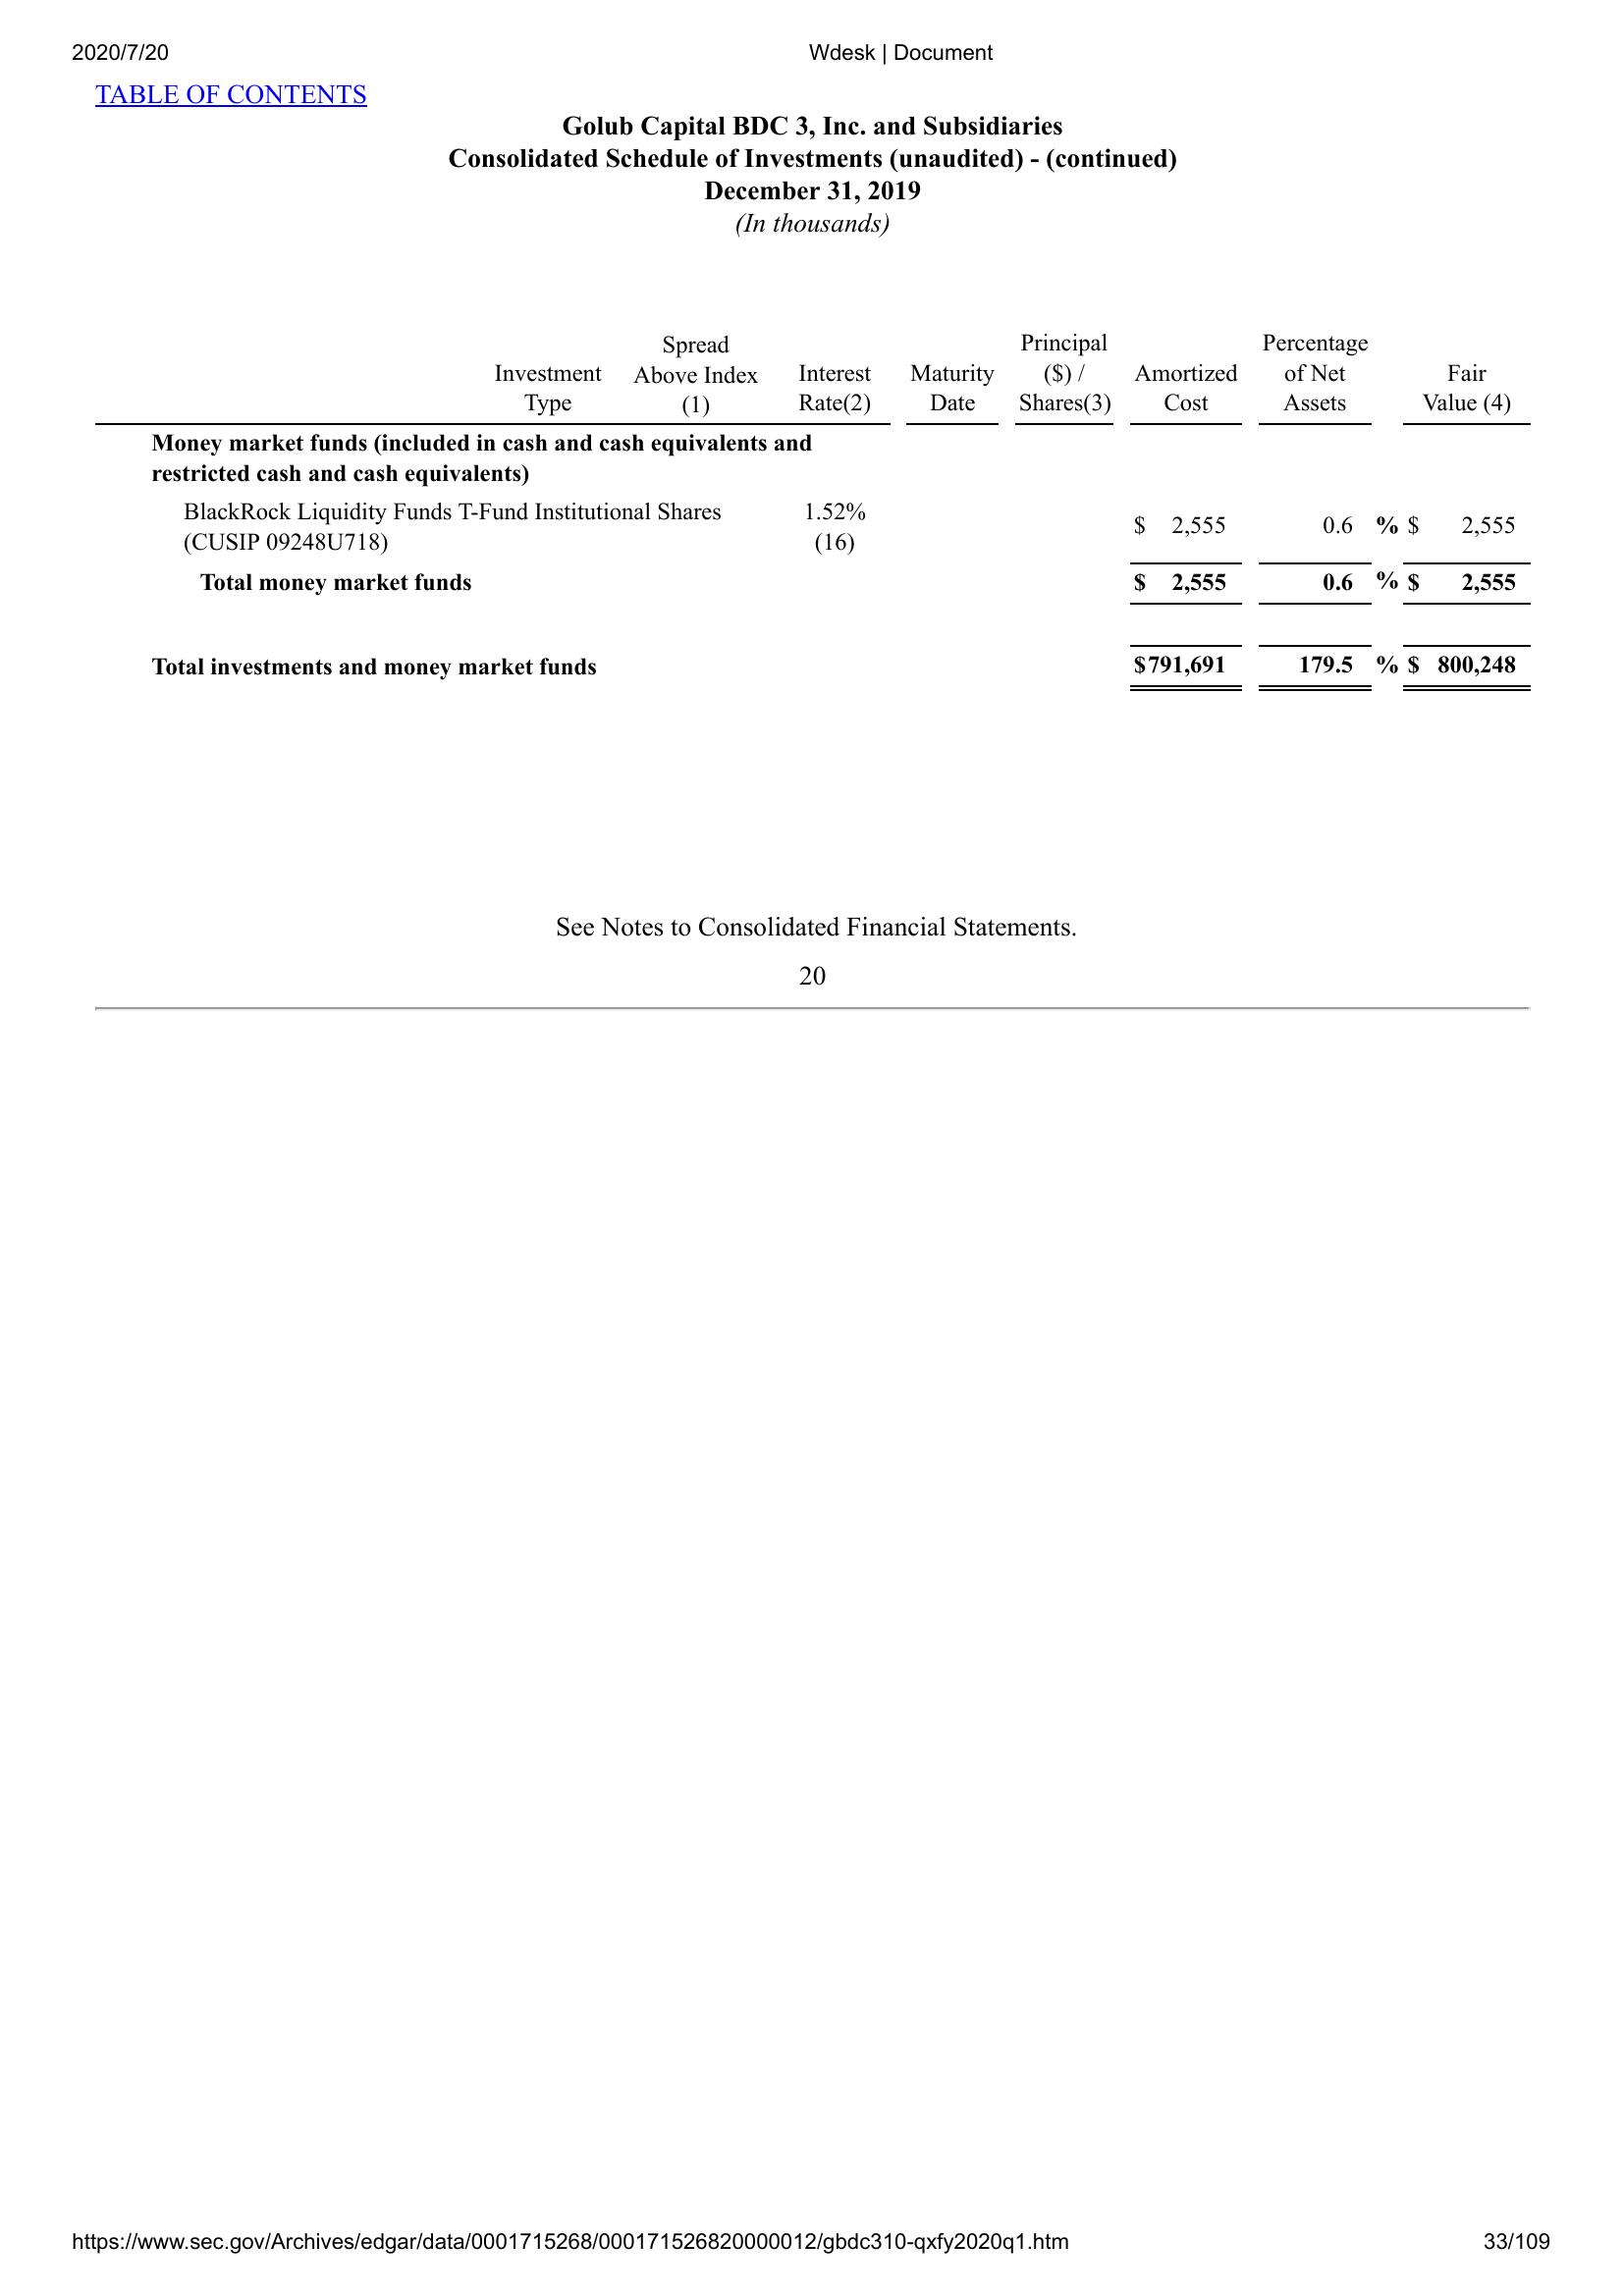 2020/7/20 Wdesk | Document
TABLE OF CONTENTS
Golub Capital BDC 3, Inc. and Subsidiaries
Consolidated Schedule of Investments (unaudited) - (continued)
December 31, 2019
(In thousands)
Investment Type Spread Above Index (1) Interest Rate(2) Maturity Date Principal ($) / Shares(3) Amortized Cost Percentage of Net Assets Fair Value (4)
Money market funds (included in cash and cash equivalents and
restricted cash and cash equivalents)
BlackRock Liquidity Funds T-Fund Institutional Shares 1.52%
(CUSIP 09248U718) (16) $ 2,555 0.6 % $ 2,555
Total money market funds $ 2,555 0.6 % $ 2,555
Total investments and money market funds $791,691 179.5 % $ 800,248
See Notes to Consolidated Financial Statements.
20
https://www.sec.gov/Archives/edgar/data/0001715268/000171526820000012/gbdc310-qxfy2020q1.htm 33/109